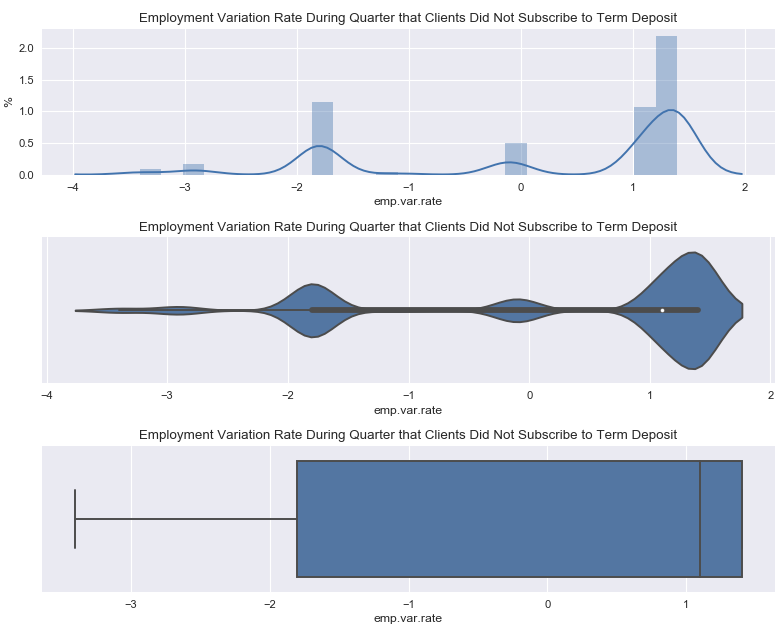 Employment Variation Rate During Quarter that Clients Did Not Subscribe to Term Deposit
2.0
1.5
1.0
0.5
0.0
%
−4 −3 −2 −1 0 1 2
emp.var.rate
Employment Variation Rate During Quarter that Clients Did Not Subscribe to Term Deposit
−4 −3 −2 −1 0 1 2
emp.var.rate
Employment Variation Rate During Quarter that Clients Did Not Subscribe to Term Deposit
−3 −2 −1 0 1
emp.var.rate